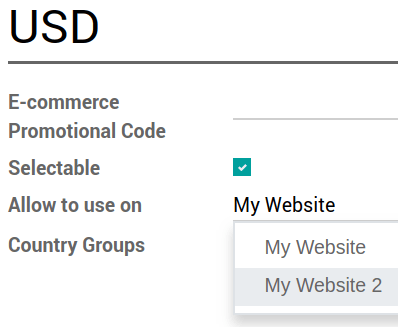 USD
E-commerce
Promotional Code
Selectable
Allow to use on My Website
Country Groups
My Website
My Website 2